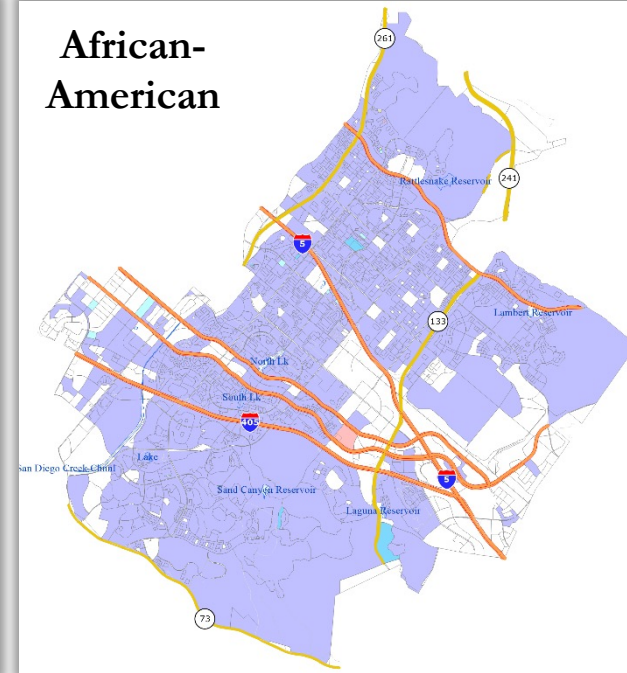 African-
American
261
Rattlesnake Reservoir
241
5
Lambert Reservoir
133
North Lk
South Lk
405
Lake
San Diego Creek Chnnl
5
Sand Canyon Reservoir
Laguna Reservoir
73